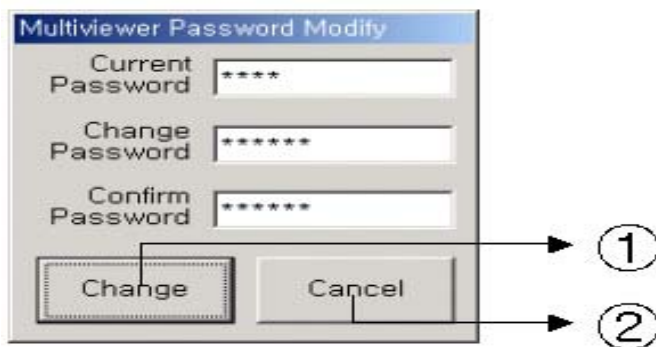 Multiviewer Password Modify
Current
Password
****
Change
Password
******
Confirm
Password
******
Change
Cancel
①
②